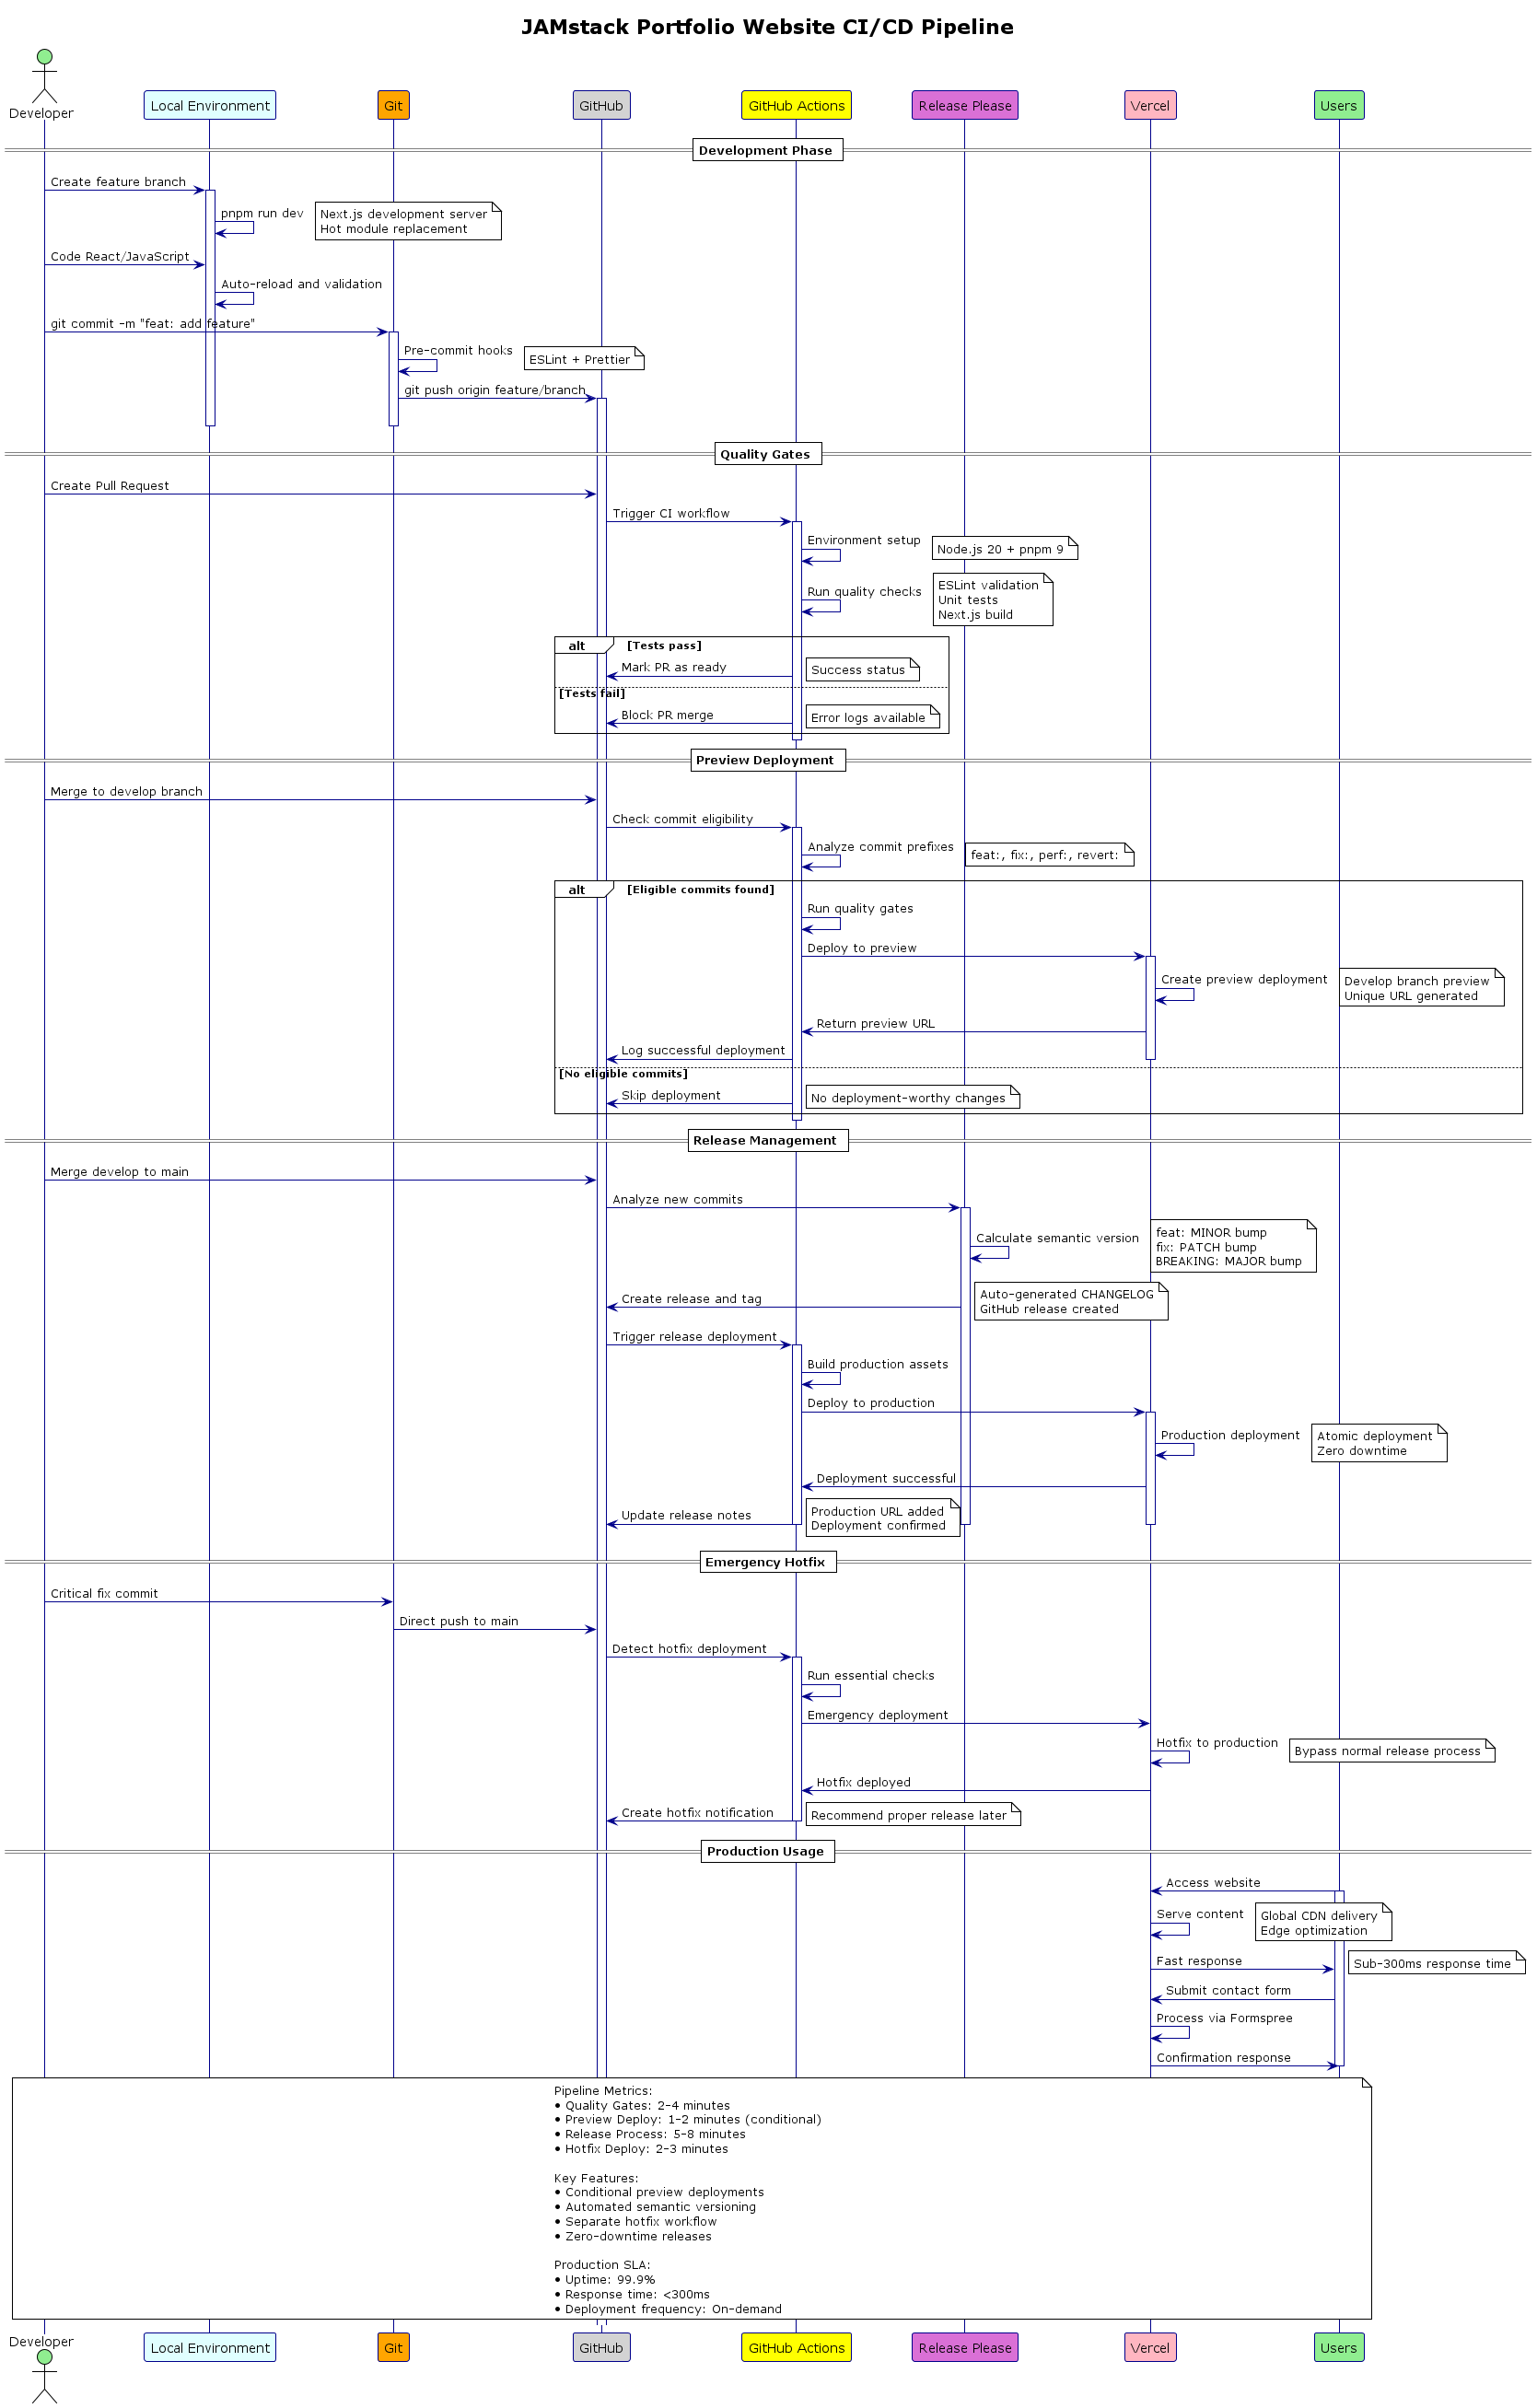 JAMstack Portfolio Website CI/CD Pipeline
Developer
Local Environment
Git
GitHub
GitHub Actions
Release Please
Vercel
Users
Development Phase
Create feature branch
pnpm run dev
Next.js development server
Hot module replacement
Code React/JavaScript
Auto-reload and validation
git commit -m "feat: add feature"
Pre-commit hooks
ESLint + Prettier
git push origin feature/branch
Quality Gates
Create Pull Request
Trigger CI workflow
Environment setup
Node.js 20 + pnpm 9
Run quality checks
ESLint validation
Unit tests
Next.js build
alt
[Tests pass]
Mark PR as ready
Success status
[Tests fail]
Block PR merge
Error logs available
Preview Deployment
Merge to develop branch
Check commit eligibility
Analyze commit prefixes
feat:, fix:, perf:, revert:
alt
[Eligible commits found]
Run quality gates
Deploy to preview
Create preview deployment
Develop branch preview
Unique URL generated
Return preview URL
Log successful deployment
[No eligible commits]
Skip deployment
No deployment-worthy changes
Release Management
Merge develop to main
Analyze new commits
Calculate semantic version
feat: MINOR bump
fix: PATCH bump
BREAKING: MAJOR bump
Create release and tag
Auto-generated CHANGELOG
GitHub release created
Trigger release deployment
Build production assets
Deploy to production
Production deployment
Atomic deployment
Zero downtime
Deployment successful
Update release notes
Production URL added
Deployment confirmed
Emergency Hotfix
Critical fix commit
Direct push to main
Detect hotfix deployment
Run essential checks
Emergency deployment
Hotfix to production
Bypass normal release process
Hotfix deployed
Create hotfix notification
Recommend proper release later
Production Usage
Access website
Serve content
Global CDN delivery
Edge optimization
Fast response
Sub-300ms response time
Submit contact form
Process via Formspree
Confirmation response
Pipeline Metrics:
• Quality Gates: 2-4 minutes
• Preview Deploy: 1-2 minutes (conditional)
• Release Process: 5-8 minutes
• Hotfix Deploy: 2-3 minutes
Key Features:
• Conditional preview deployments
• Automated semantic versioning
• Separate hotfix workflow
• Zero-downtime releases
Production SLA:
• Uptime: 99.9%
• Response time: <300ms
• Deployment frequency: On-demand
Developer
Local Environment
Git
GitHub
GitHub Actions
Release Please
Vercel
Users